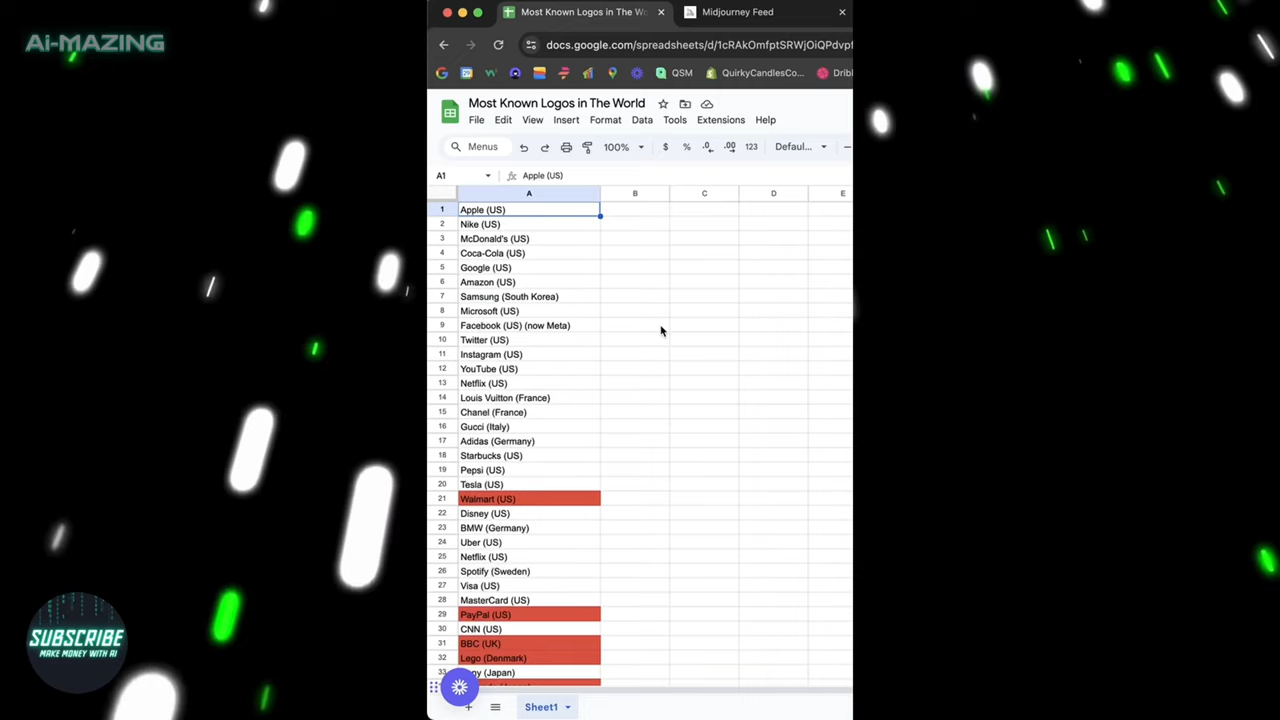 Ai-MAZING
Most Known Logos in The Wo
Midjourney Feed
docs.google.com/spreadsheets/d/1cRAkOmfptSRWjOiQPdvpf
QSM
QuirkyCandlesCo...
Dribl
Most Known Logos in The World
File Edit View Insert Format Data Tools Extensions Help
Menus 100% $ % .0 .00 123 Defaul...
A1 fx Apple (US)
A B C D E
1 Apple (US)
2 Nike (US)
3 McDonald's (US)
4 Coca-Cola (US)
5 Google (US)
6 Amazon (US)
7 Samsung (South Korea)
8 Microsoft (US)
9 Facebook (US) (now Meta)
10 Twitter (US)
11 Instagram (US)
12 YouTube (US)
13 Netflix (US)
14 Louis Vuitton (France)
15 Chanel (France)
16 Gucci (Italy)
17 Adidas (Germany)
18 Starbucks (US)
19 Pepsi (US)
20 Tesla (US)
21 Walmart (US)
22 Disney (US)
23 BMW (Germany)
24 Uber (US)
25 Netflix (US)
26 Spotify (Sweden)
27 Visa (US)
28 MasterCard (US)
29 PayPal (US)
30 CNN (US)
31 BBC (UK)
32 Lego (Denmark)
33 ny (Japan)
Sheet1
SUBSCRIBE
MAKE MONEY WITH AI